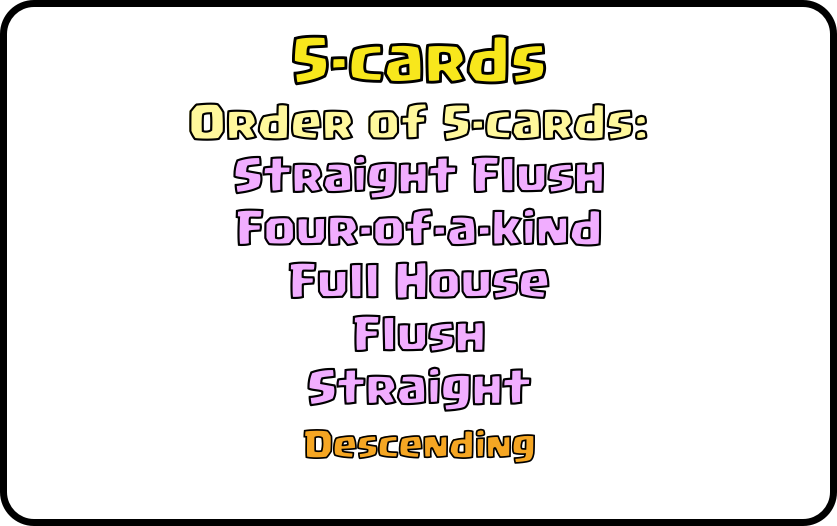 5-cards
Order of 5-cards:
Straight Flush
Four-of-a-kind
Full House
Flush
Straight
Descending